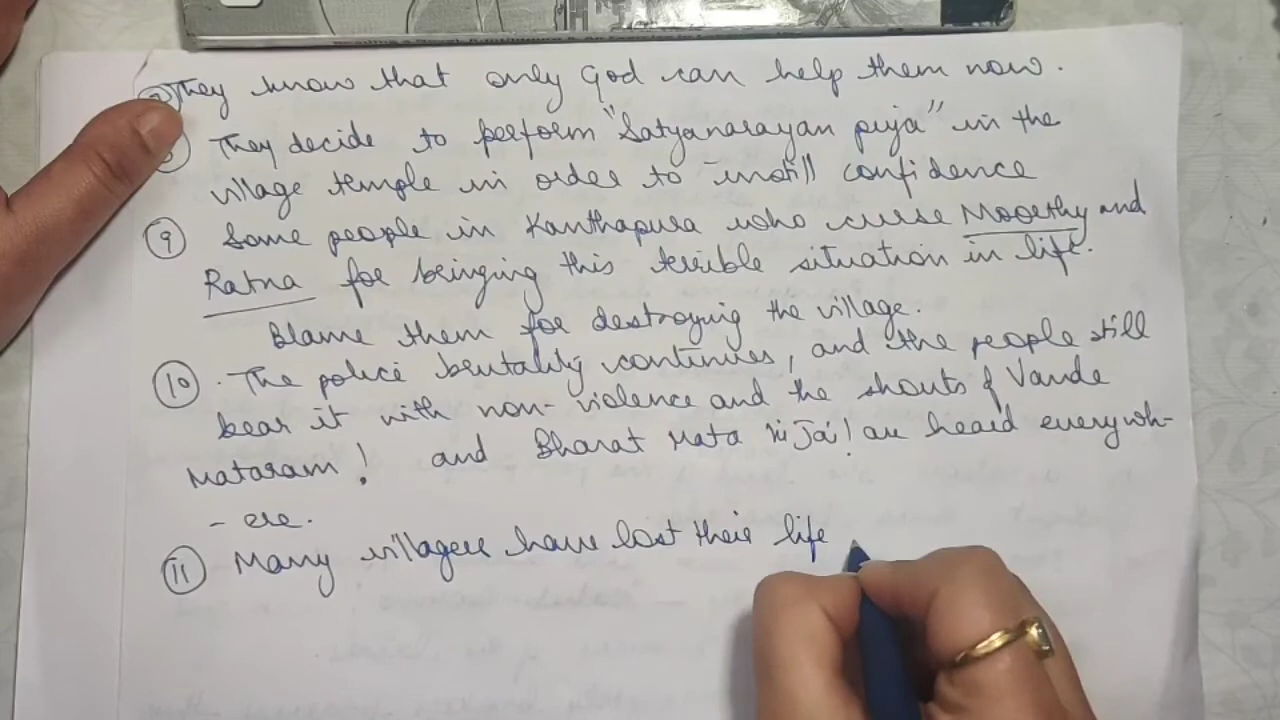 They know that only God can help them now.
They decide to perform "Satyanarayan puja" in the
village temple in order to instill confidence
9 Some people in Kanthapura who curse Moorthy and
Ratna for bringing this terrible situation in life.
Blame them for destroying the village.
10. The police brutality continues, and the people still
bear it with non-violence and the shouts of Vande
Mataram! and Bharat Mata ki Jai! are heard everywh-
- ere.
11 Many villagers have lost their life